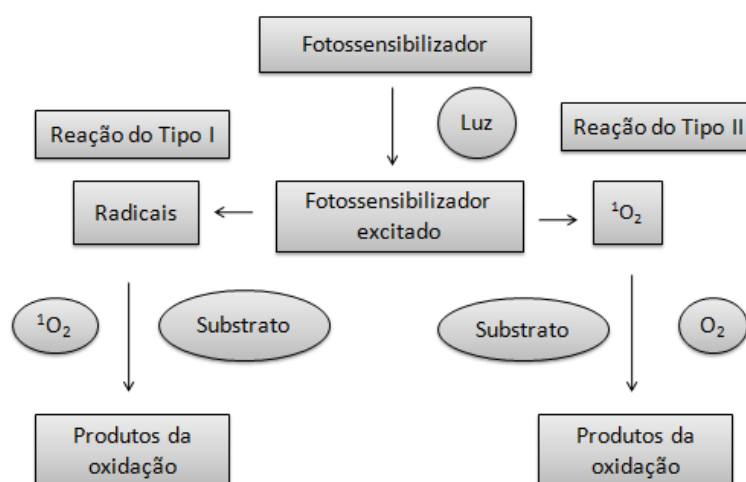 Fotossensibilizador
Luz
Reação do Tipo I
Reação do Tipo II
Radicais
Fotossensibilizador
excitado
¹O₂
¹O₂
Substrato
Substrato
O₂
Produtos da
oxidação
Produtos da
oxidação